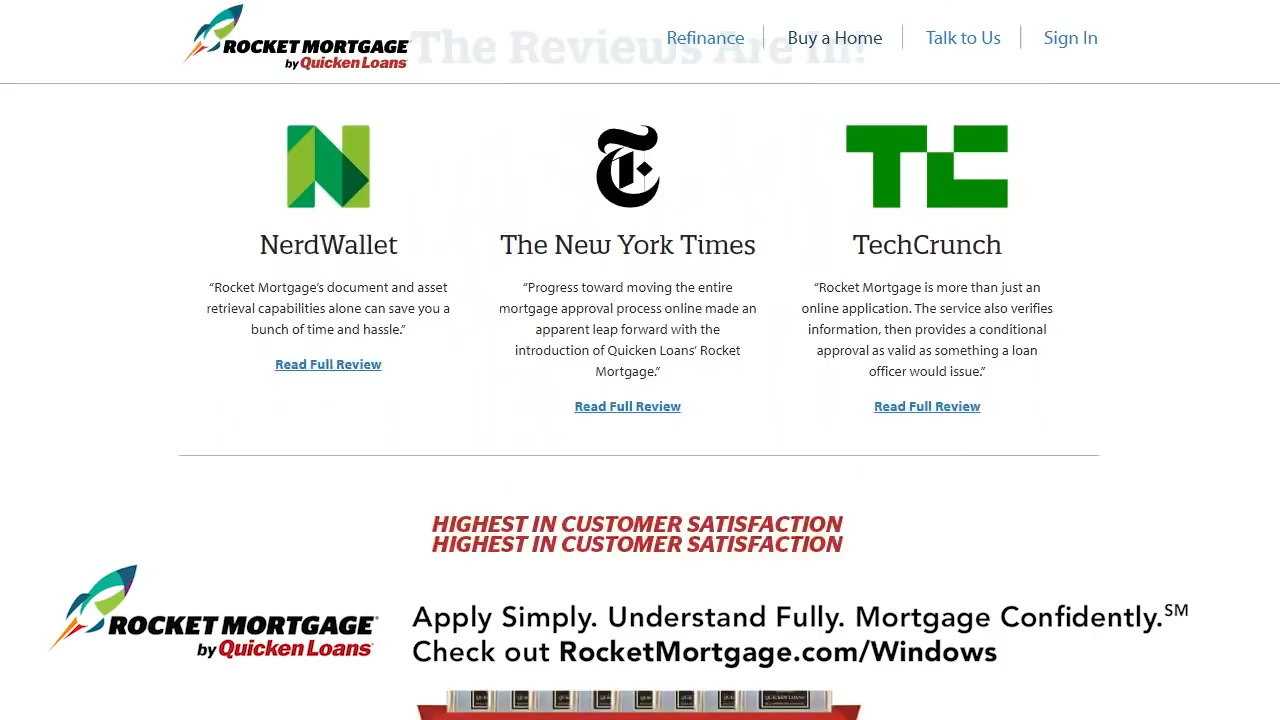 ROCKET MORTGAGE
by Quicken Loans
The Reviews Are In!
Refinance
Buy a Home
Talk to Us
Sign In
NerdWallet
“Rocket Mortgage’s document and asset
retrieval capabilities alone can save you a
bunch of time and hassle.”
Read Full Review
The New York Times
“Progress toward moving the entire
mortgage approval process online made an
apparent leap forward with the
introduction of Quicken Loans’ Rocket
Mortgage.”
Read Full Review
TC
TechCrunch
“Rocket Mortgage is more than just an
online application. The service also verifies
information, then provides a conditional
approval as valid as something a loan
officer would issue.”
Read Full Review
HIGHEST IN CUSTOMER SATISFACTION
HIGHEST IN CUSTOMER SATISFACTION
ROCKET MORTGAGE
by Quicken Loans
Apply Simply. Understand Fully. Mortgage Confidently.℠
Check out RocketMortgage.com/Windows